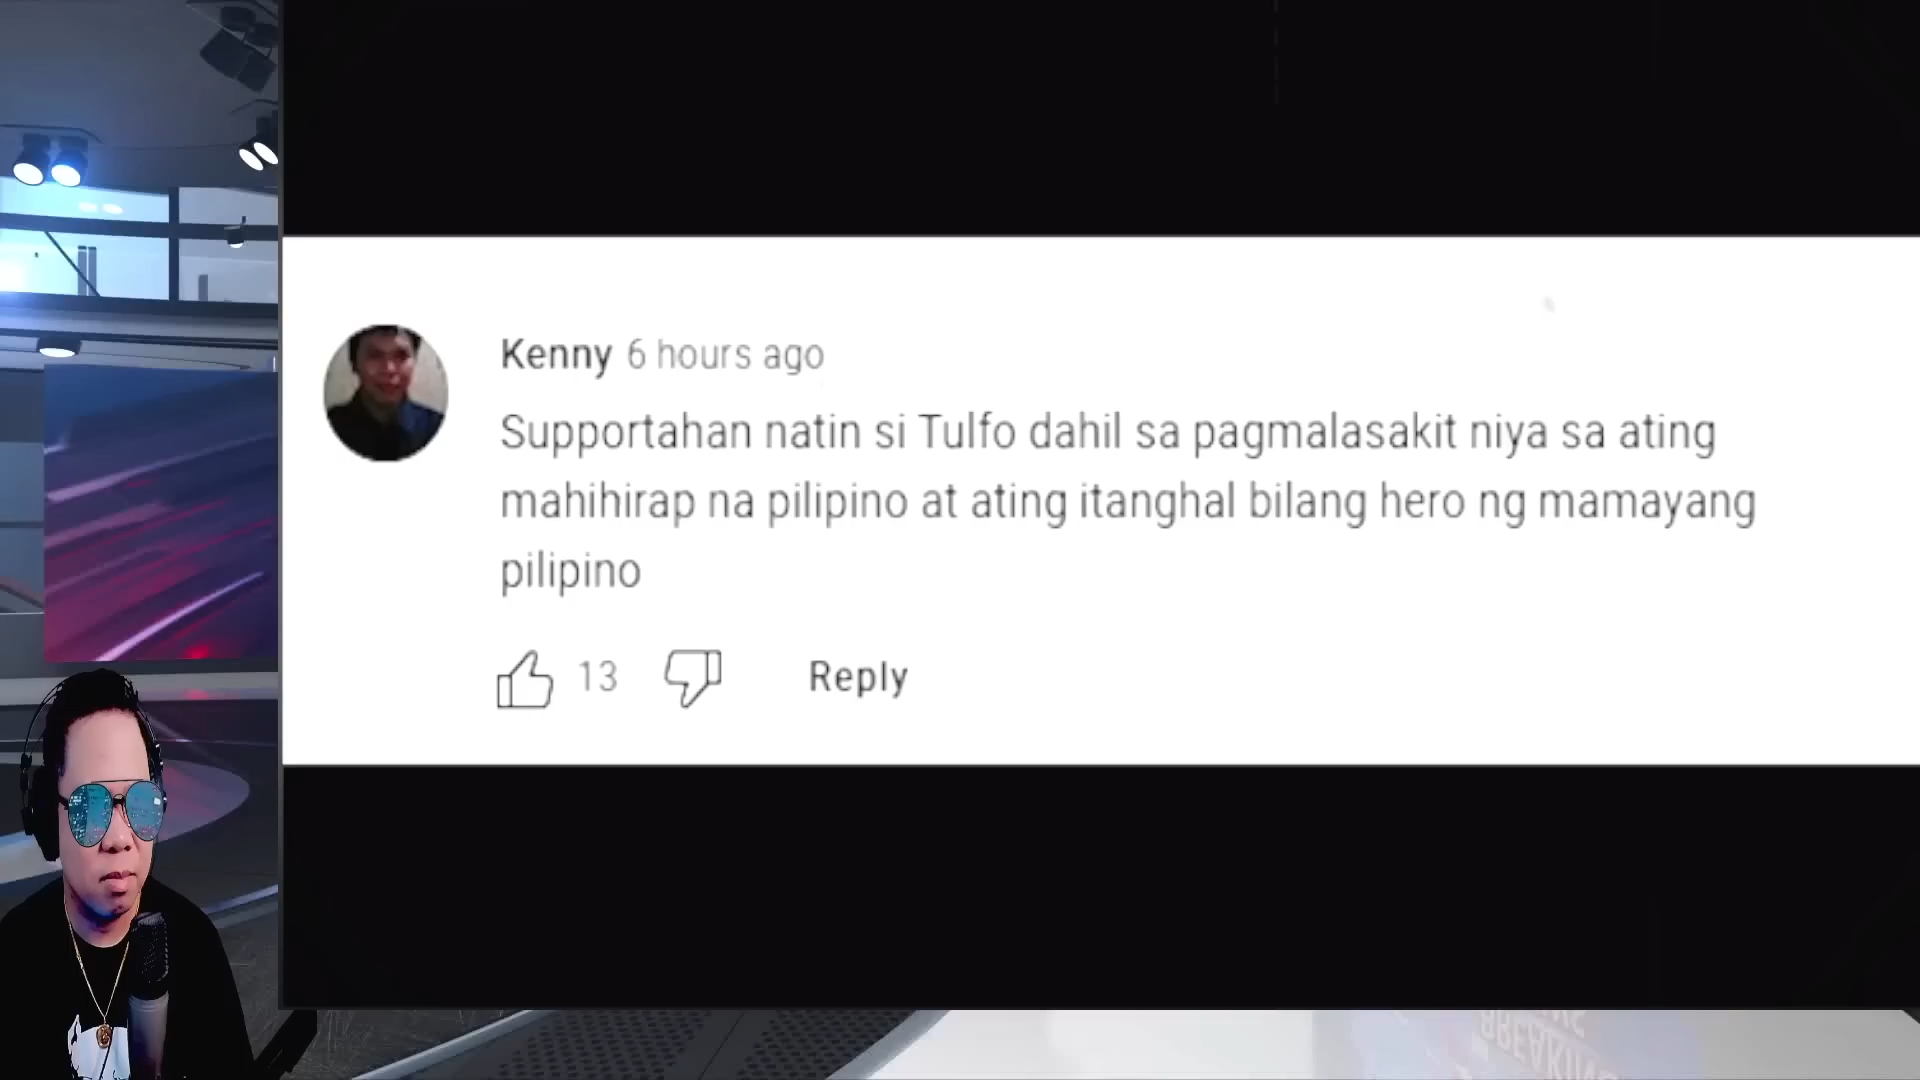 Kenny 6 hours ago
Supportahan natin si Tulfo dahil sa pagmalasakit niya sa ating
mahihirap na pilipino at ating itanghal bilang hero ng mamayang
pilipino
13 Reply
BREAKING